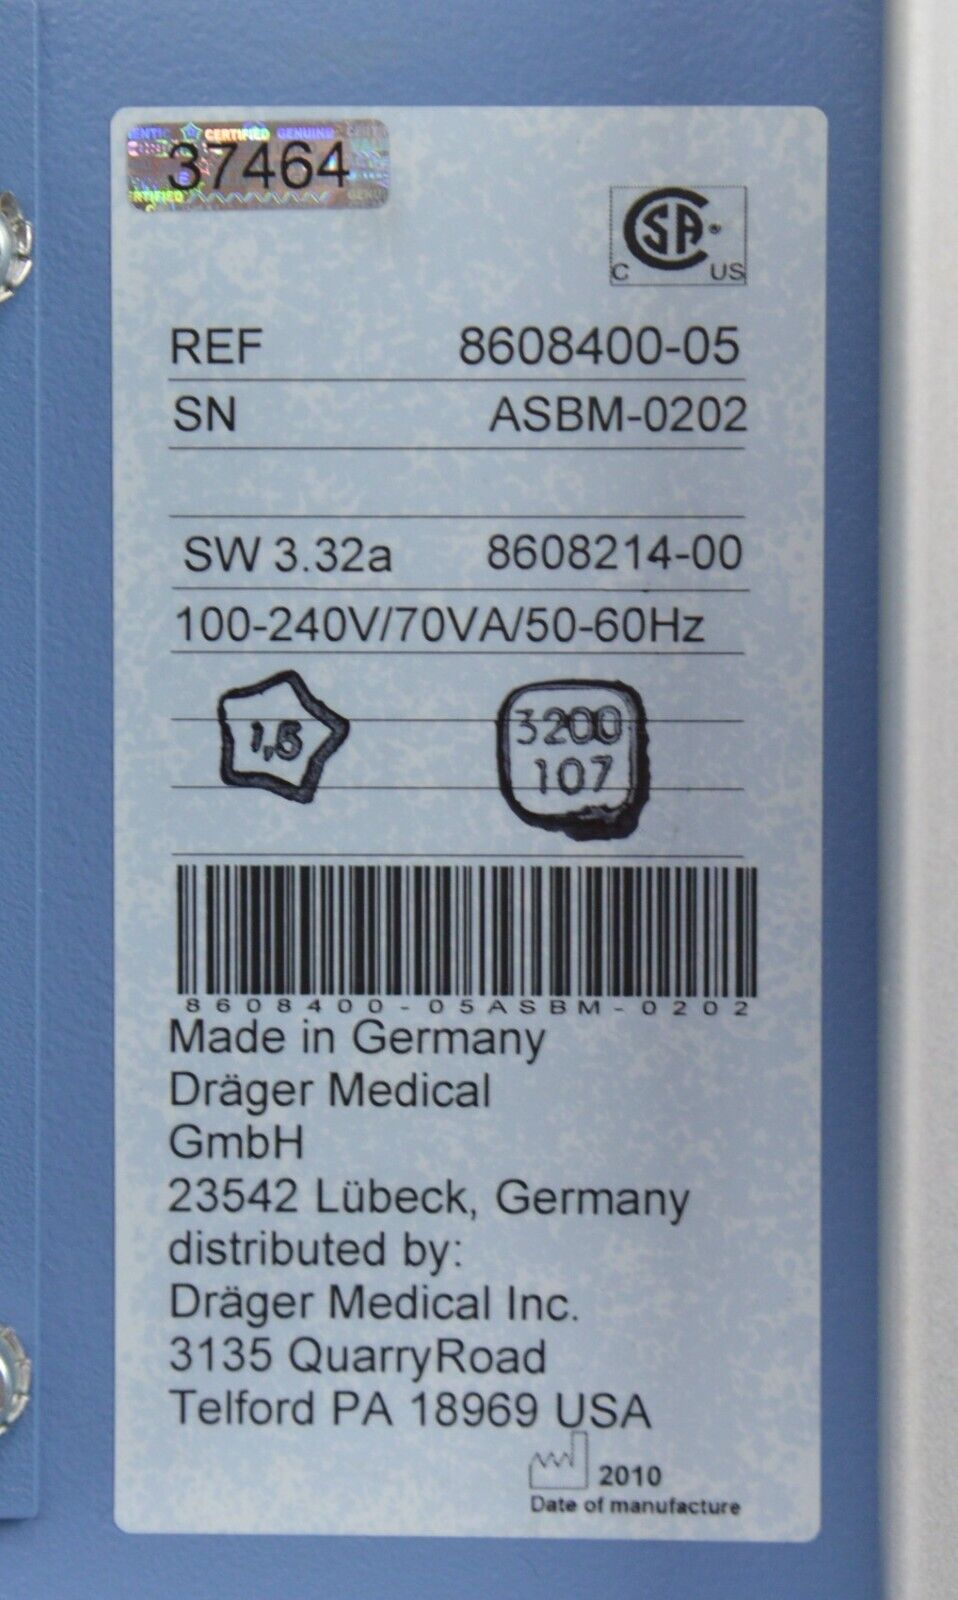 CERTIFIED GENUINE
37464
CSA ®
C US
REF 8608400-05
SN ASBM-0202
SW 3.32a 8608214-00
100-240V/70VA/50-60Hz
1,5
3200
107
8608400-05ASBM-0202
Made in Germany
Dräger Medical
GmbH
23542 Lübeck, Germany
distributed by:
Dräger Medical Inc.
3135 QuarryRoad
Telford PA 18969 USA
2010
Date of manufacture